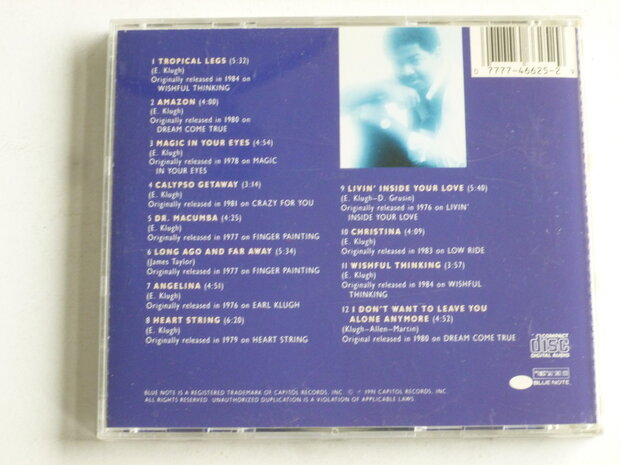 1 TROPICAL LEGS (5:32)
(E. Klugh)
Originally released in 1984 on
WISHFUL THINKING
2 AMAZON (4:00)
(E. Klugh)
Originally released in 1980 on
DREAM COME TRUE
3 MAGIC IN YOUR EYES (4:54)
(E. Klugh)
Originally released in 1978 on MAGIC
IN YOUR EYES
4 CALYPSO GETAWAY (3:14)
(E. Klugh)
Originally released in 1981 on CRAZY FOR YOU
5 DR. MACUMBA (4:25)
(E. Klugh)
Originally released in 1977 on FINGER PAINTING
6 LONG AGO AND FAR AWAY (5:34)
(James Taylor)
Originally released in 1977 on FINGER PAINTING
7 ANGELINA (4:51)
(E. Klugh)
Originally released in 1976 on EARL KLUGH
8 HEART STRING (6:20)
(E. Klugh)
Originally released in 1979 on HEART STRING
0 7777-46625-2
9 LIVIN' INSIDE YOUR LOVE (5:40)
(E. Klugh-D. Grusin)
Originally released in 1976 on LIVIN'
INSIDE YOUR LOVE
10 CHRISTINA (4:09)
(E. Klugh)
Originally released in 1983 on LOW RIDE
11 WISHFUL THINKING (3:57)
(E. Klugh)
Originally released in 1984 on WISHFUL
THINKING
12 I DON'T WANT TO LEAVE YOU
ALONE ANYMORE (4:52)
(Klugh-Allen-Martin)
Original released in 1980 on DREAM COME TRUE
COMPACT
disc
DIGITAL AUDIO
BLUE NOTE
BLUE NOTE IS A REGISTERED TRADEMARK OF CAPITOL RECORDS, INC. © 1991 CAPITOL RECORDS, INC.
ALL RIGHTS RESERVED. UNAUTHORIZED DUPLICATION IS A VIOLATION OF APPLICABLE LAWS.